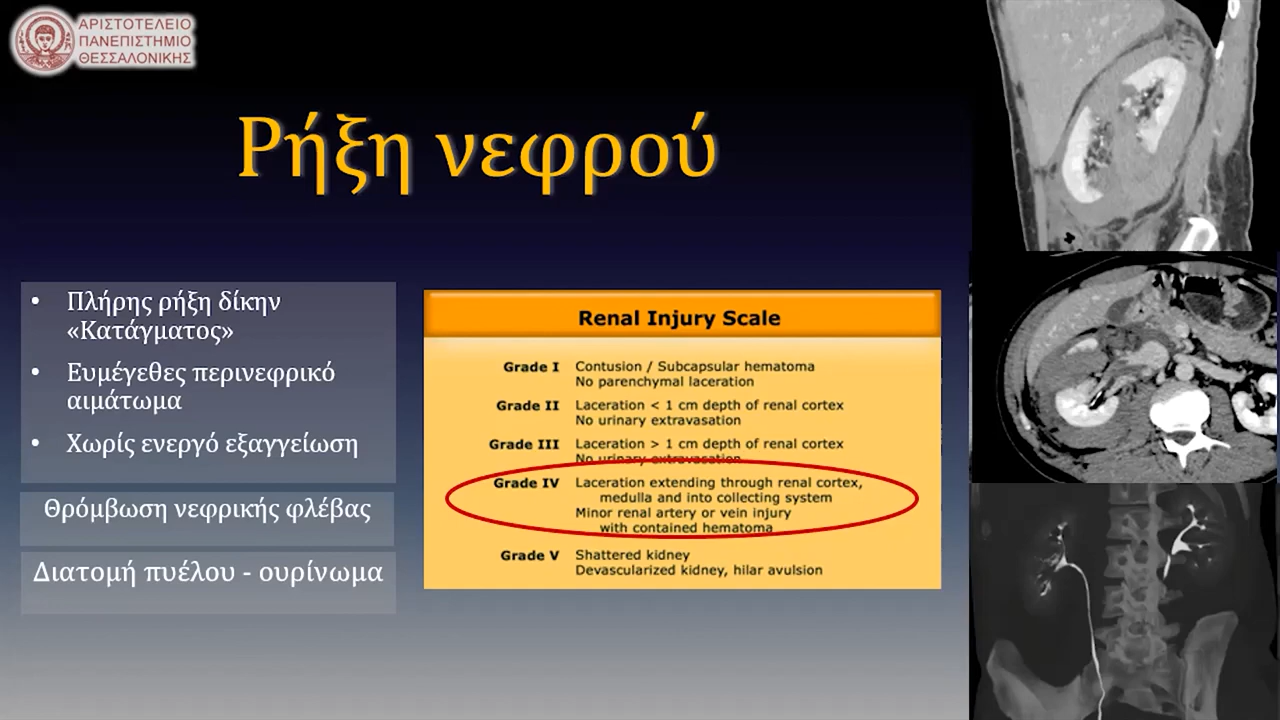 ΑΡΙΣΤΟΤΕΛΕΙΟ
ΠΑΝΕΠΙΣΤΗΜΙΟ
ΘΕΣΣΑΛΟΝΙΚΗΣ
Ρήξη νεφρού
• Πλήρης ρήξη δίκην
«Κατάγματος»
• Ευμέγεθες περινεφρικό
αιμάτωμα
• Χωρίς ενεργό εξαγγείωση
Θρόμβωση νεφρικής φλέβας
Διατομή πυέλου - ουρίνωμα
Renal Injury Scale
Grade I Contusion / Subcapsular hematoma
No parenchymal laceration
Grade II Laceration < 1 cm depth of renal cortex
No urinary extravasation
Grade III Laceration > 1 cm depth of renal cortex
No urinary extravasation
Grade IV Laceration extending through renal cortex,
medulla and into collecting system
Minor renal artery or vein injury
with contained hematoma
Grade V Shattered kidney
Devascularized kidney, hilar avulsion